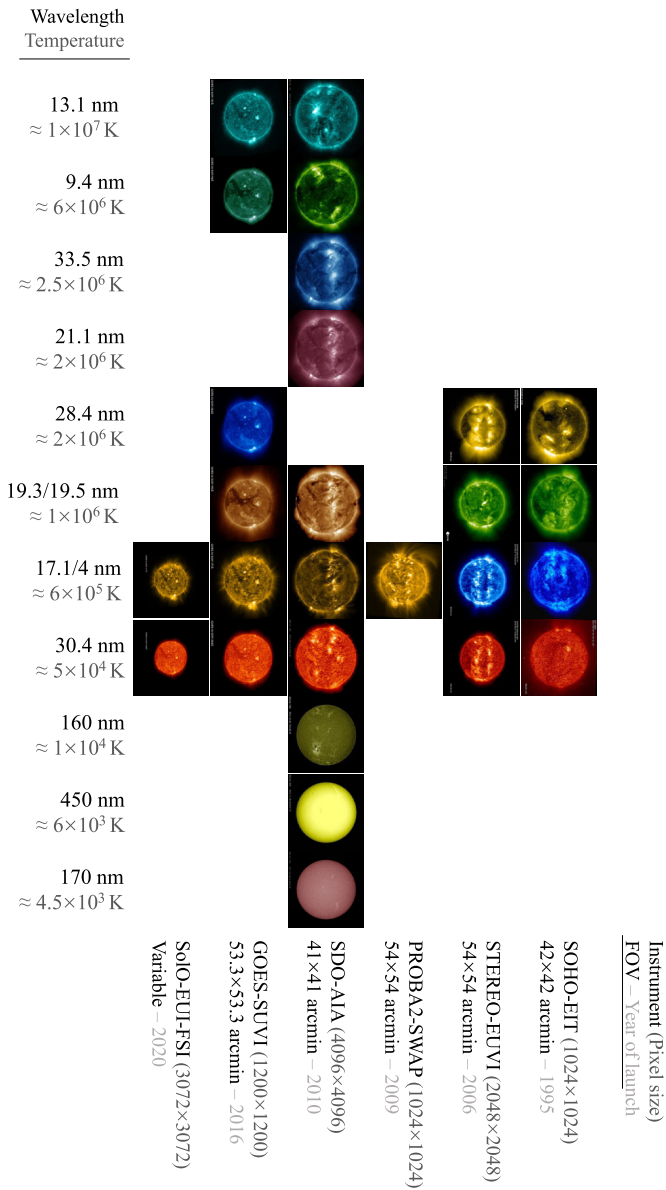 Wavelength
Temperature
13.1 nm
≈ 1×10⁷ K
9.4 nm
≈ 6×10⁶ K
33.5 nm
≈ 2.5×10⁶ K
21.1 nm
≈ 2×10⁶ K
28.4 nm
≈ 2×10⁶ K
19.3/19.5 nm
≈ 1×10⁶ K
17.1/4 nm
≈ 6×10⁵ K
30.4 nm
≈ 5×10⁴ K
160 nm
≈ 1×10⁴ K
450 nm
≈ 6×10³ K
170 nm
≈ 4.5×10³ K
SolO-EUI-FSI (3072×3072)
Variable – 2020
GOES-SUVI (1200×1200)
53.3×53.3 arcmin – 2016
SDO-AIA (4096×4096)
41×41 arcmin – 2010
PROBA2-SWAP (1024×1024)
54×54 arcmin – 2009
STEREO-EUVI (2048×2048)
54×54 arcmin – 2006
SOHO-EIT (1024×1024)
42×42 arcmin – 1995
Instrument (Pixel size)
FOV – Year of launch